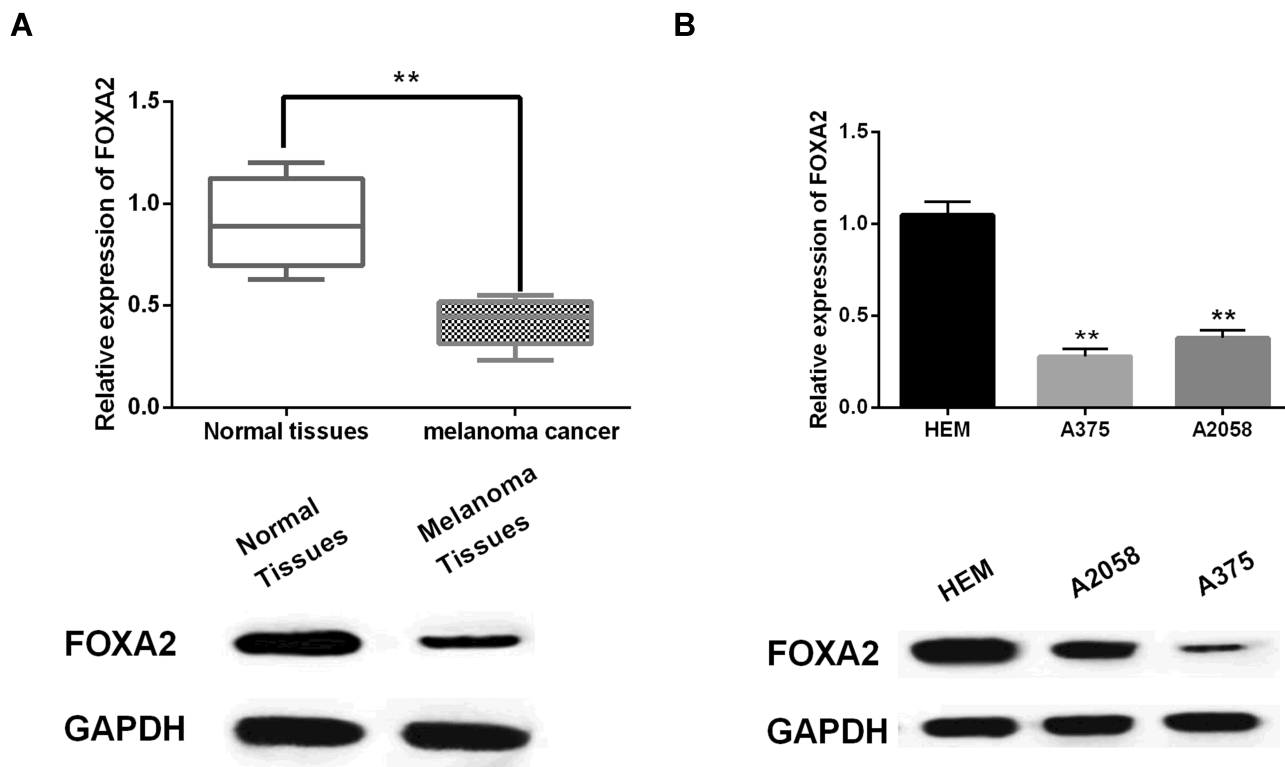 A
Relative expression of FOXA2
1.5
1.0
0.5
0.0
**
Normal tissues
melanoma cancer
Normal
Tissues
Melanoma
Tissues
FOXA2
GAPDH
B
Relative expression of FOXA2
1.5
1.0
0.5
0.0
**
**
HEM
A375
A2058
HEM
A2058
A375
FOXA2
GAPDH